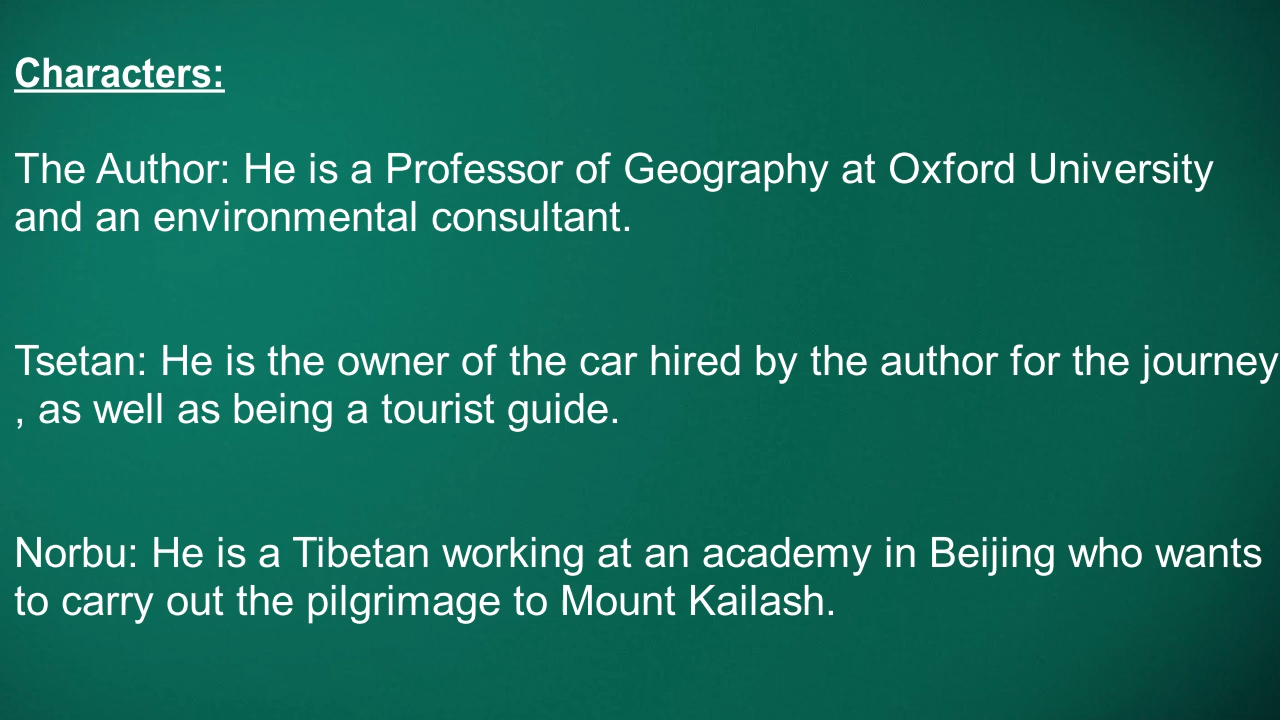 Characters:
The Author: He is a Professor of Geography at Oxford University
and an environmental consultant.
Tsetan: He is the owner of the car hired by the author for the journey
, as well as being a tourist guide.
Norbu: He is a Tibetan working at an academy in Beijing who wants
to carry out the pilgrimage to Mount Kailash.